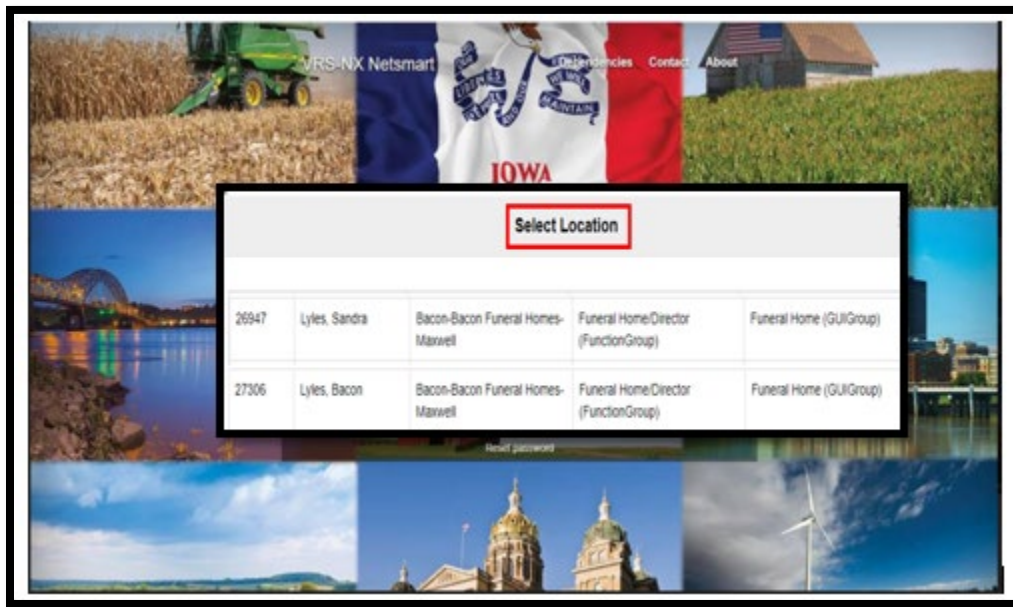 VRS-NX Netsmart Dependencies Contact About
IOWA
Select Location
26947 Lyles, Sandra Bacon-Bacon Funeral Homes- Funeral Home/Director Funeral Home (GUIGroup)
Maxwell (FunctionGroup)
27306 Lyles, Bacon Bacon-Bacon Funeral Homes- Funeral Home/Director Funeral Home (GUIGroup)
Maxwell (FunctionGroup)
Reset password